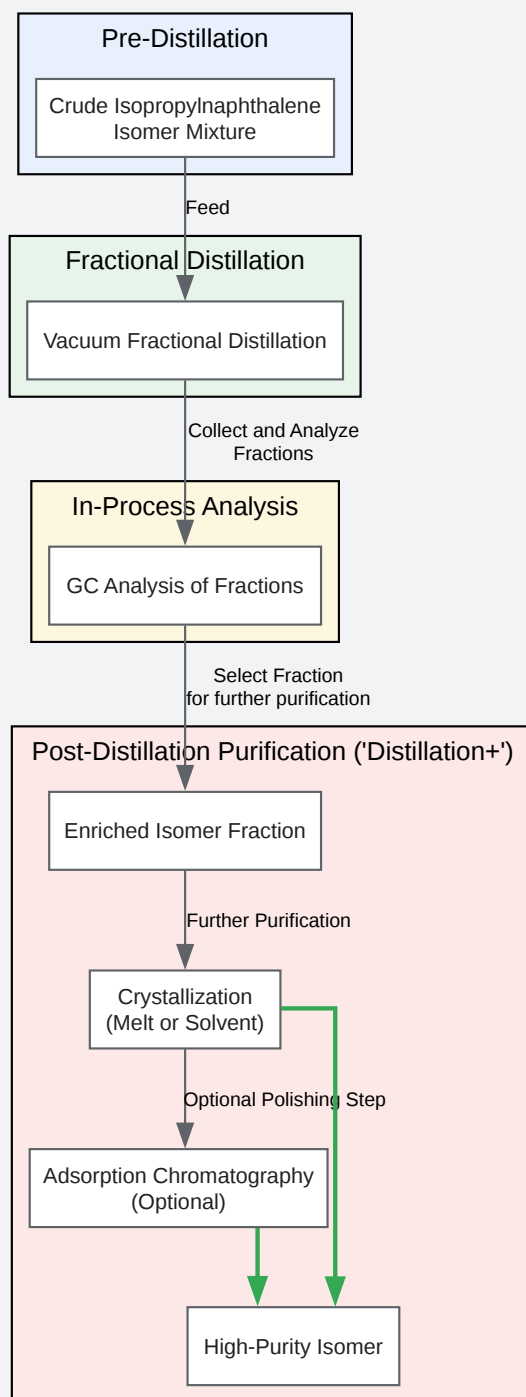 Pre-Distillation
Crude Isopropylnaphthalene
Isomer Mixture
Feed
Fractional Distillation
Vacuum Fractional Distillation
Collect and Analyze
Fractions
In-Process Analysis
GC Analysis of Fractions
Select Fraction
for further purification
Post-Distillation Purification ('Distillation+')
Enriched Isomer Fraction
Further Purification
Crystallization
(Melt or Solvent)
Optional Polishing Step
Adsorption Chromatography
(Optional)
High-Purity Isomer